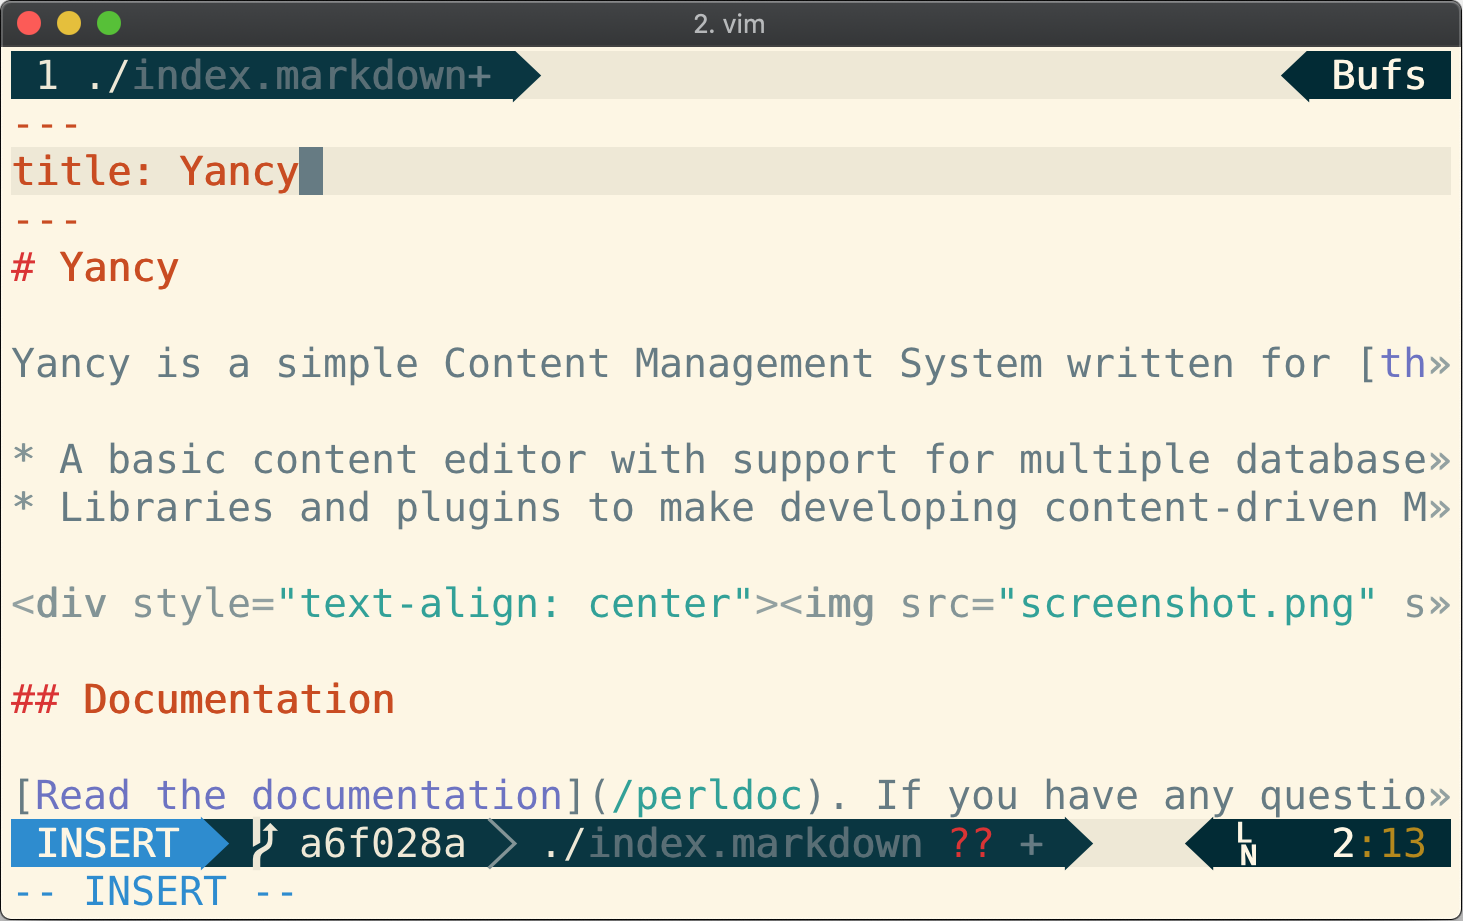 2. vim
1 ./index.markdown+ Bufs
---
title: Yancy
---
# Yancy
Yancy is a simple Content Management System written for [th»
* A basic content editor with support for multiple database»
* Libraries and plugins to make developing content-driven M»
<div style="text-align: center"><img src="screenshot.png" s»
## Documentation
[Read the documentation](/perldoc). If you have any questio»
INSERT a6f028a ./index.markdown ?? + LN 2:13
-- INSERT --